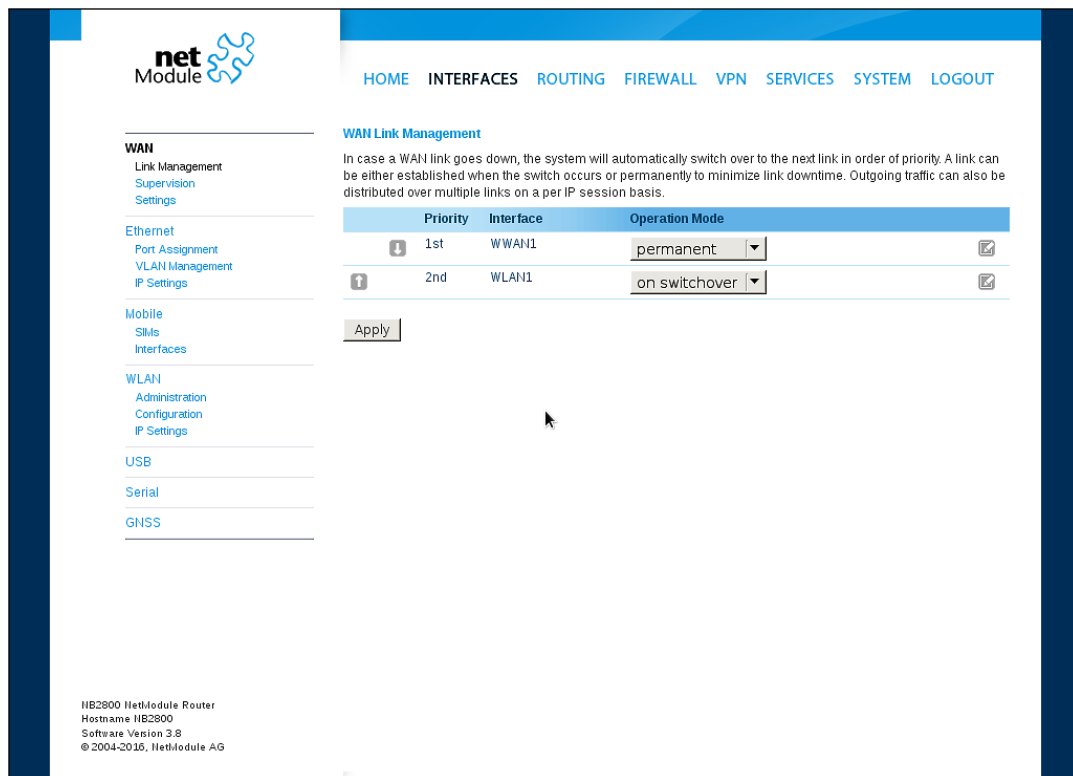 net
Module
HOME INTERFACES ROUTING FIREWALL VPN SERVICES SYSTEM LOGOUT
WAN
Link Management
Supervision
Settings
Ethernet
Port Assignment
VLAN Management
IP Settings
Mobile
SIMs
Interfaces
WLAN
Administration
Configuration
IP Settings
USB
Serial
GNSS
WAN Link Management
In case a WAN link goes down, the system will automatically switch over to the next link in order of priority. A link can
be either established when the switch occurs or permanently to minimize link downtime. Outgoing traffic can also be
distributed over multiple links on a per IP session basis.
Priority Interface Operation Mode
1st WWAN1 permanent
2nd WLAN1 on switchover
Apply
NB2800 NetModule Router
Hostname NB2800
Software Version 3.8
© 2004-2016, NetModule AG